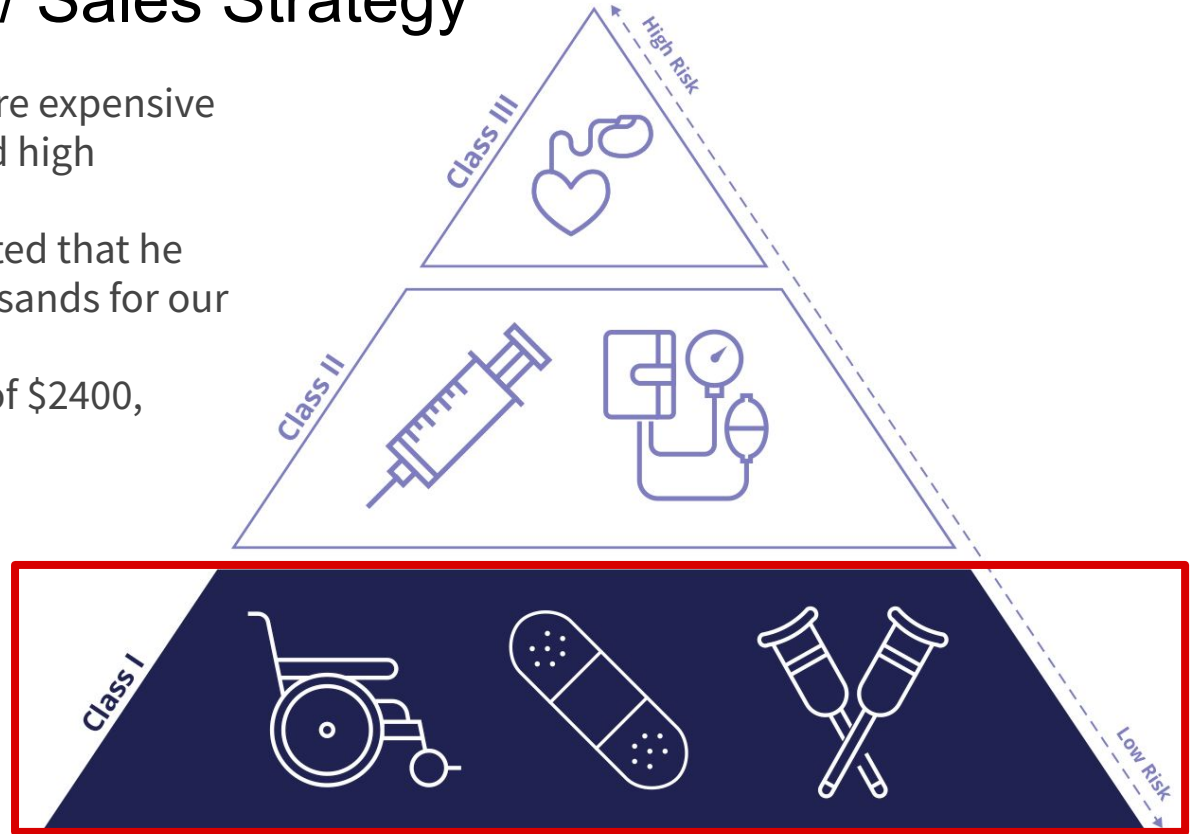 Sales Strategy
re expensive
d high
ted that he
sands for our
of $2400,
High Risk
Class III
Class II
Class I
Low Risk